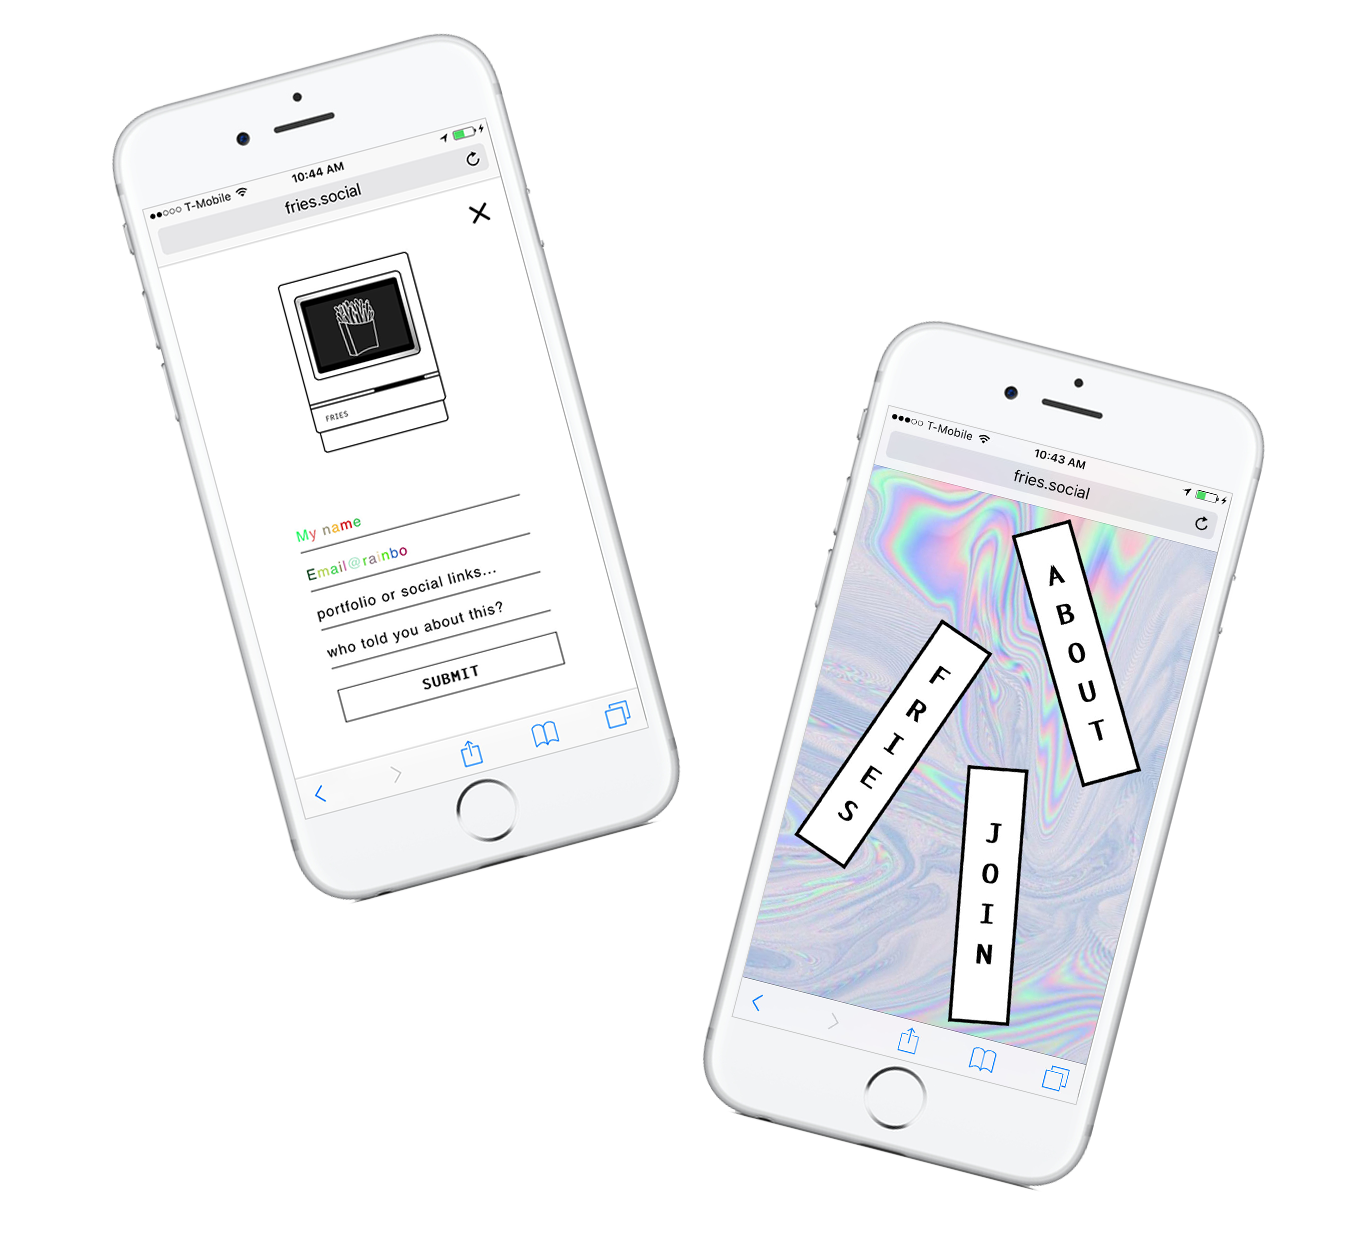 T-Mobile
10:44 AM
fries.social
FRIES
My name
Email@rainbo
portfolio or social links...
who told you about this?
SUBMIT
T-Mobile
10:43 AM
fries.social
ABOUT
FRIES
JOIN